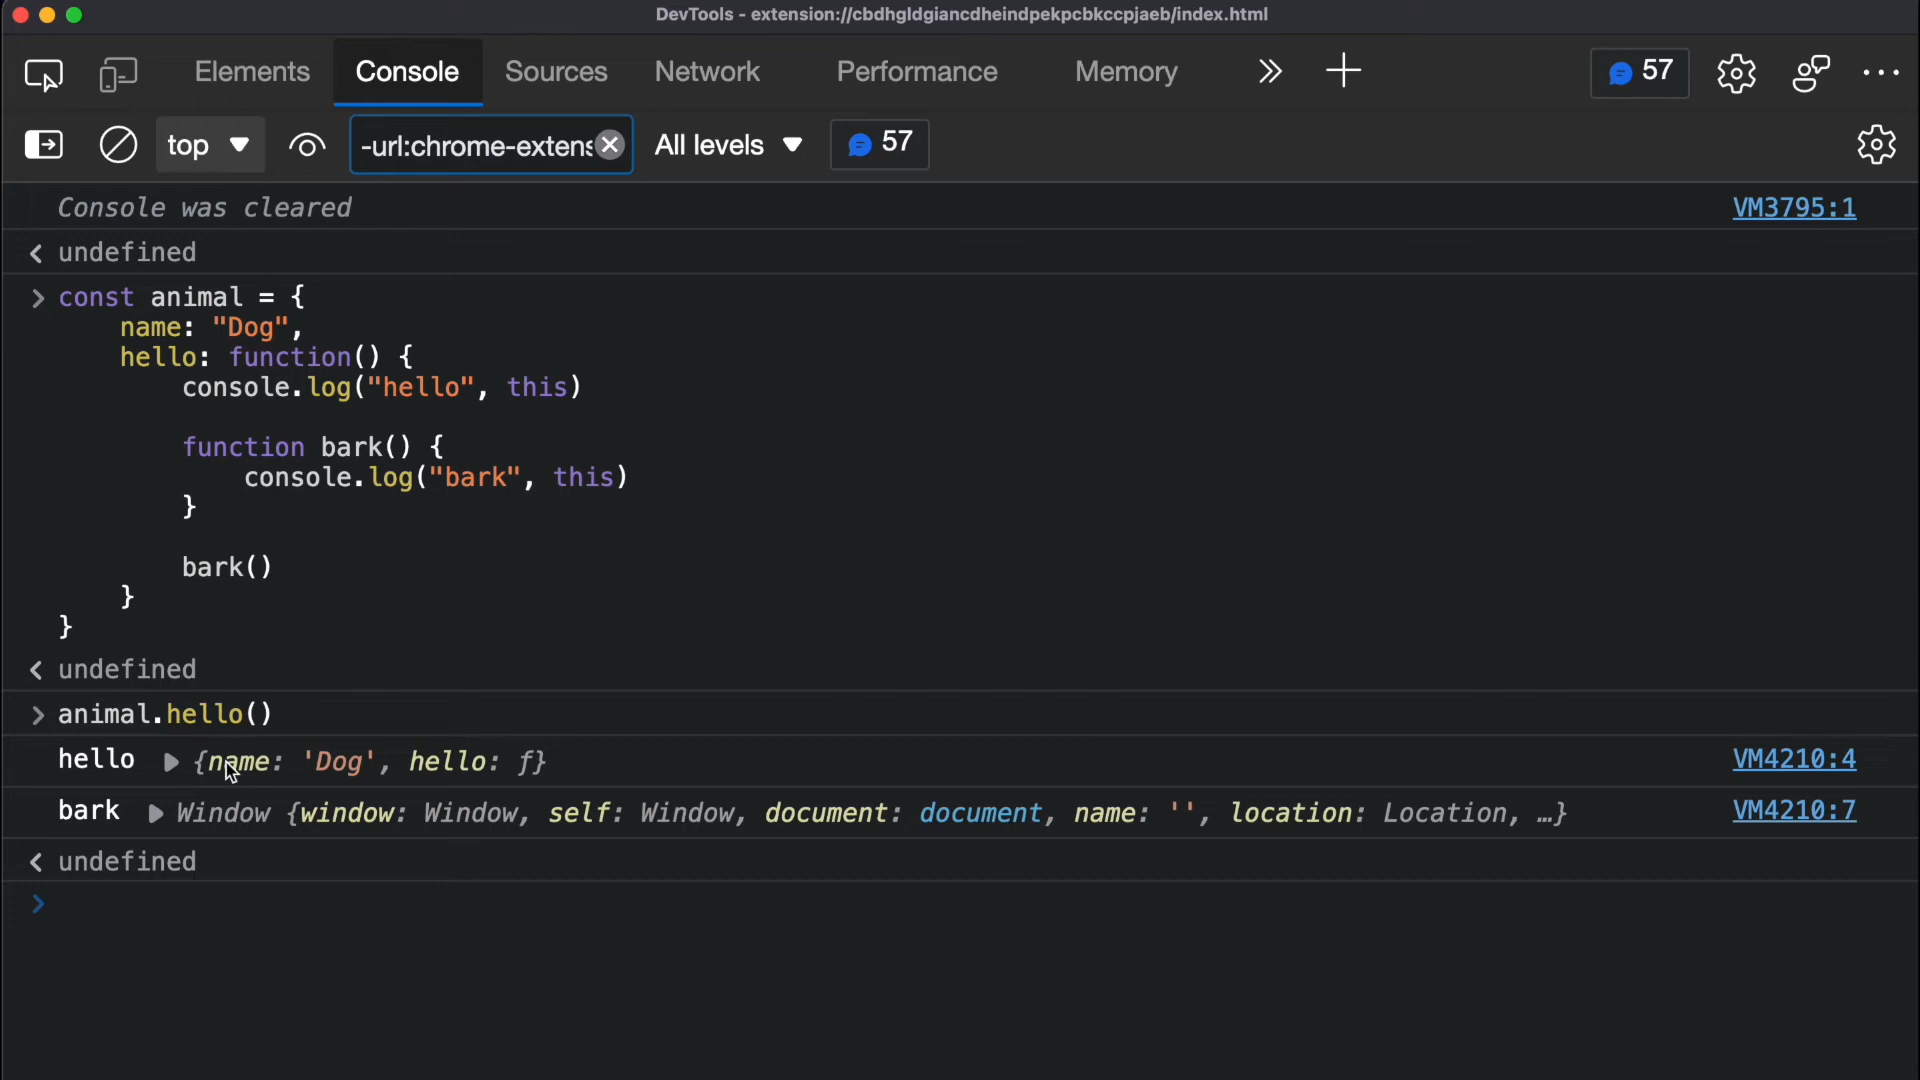 DevTools - extension://cbdhgldgiancdheindpekpcbkccpjaeb/index.html
Elements Console Sources Network Performance Memory 57
top -url:chrome-extens All levels 57
Console was cleared VM3795:1
undefined
const animal = {
name: "Dog",
hello: function() {
console.log("hello", this)
function bark() {
console.log("bark", this)
}
bark()
}
}
undefined
animal.hello()
hello {name: 'Dog', hello: ƒ} VM4210:4
bark Window {window: Window, self: Window, document: document, name: '', location: Location, …} VM4210:7
undefined